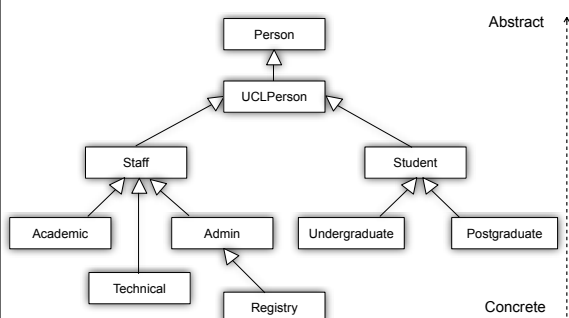 Abstract
Person
UCLPerson
Staff
Student
Academic
Admin
Undergraduate
Postgraduate
Technical
Registry
Concrete